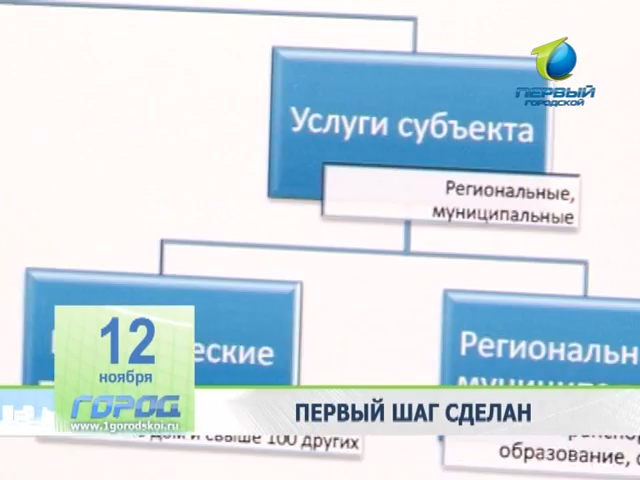 ПЕРВЫЙ
ГОРОДСКОЙ
Услуги субъекта
Региональные,
муниципальные
12
ноября
ГОРОД
www.1gorodskoi.ru
ПЕРВЫЙ ШАГ СДЕЛАН
дом и свыше 100 других
образование,